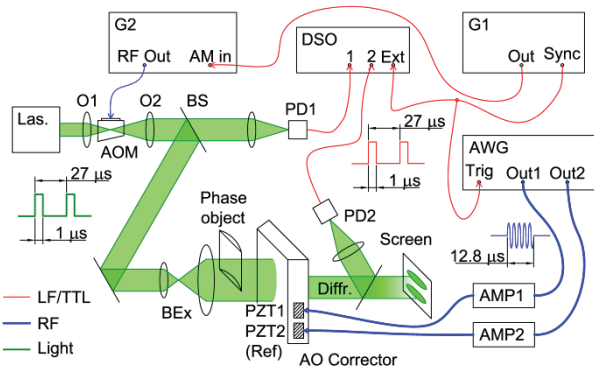 G2
RF Out
AM in
DSO
1 2 Ext
G1
Out
Sync
Las.
O1
O2
AOM
BS
PD1
27 µs
1 µs
27 µs
1 µs
AWG
Trig
Out1
Out2
12.8 µs
Phase
object
PD2
Screen
BEx
Diffr.
PZT1
PZT2
(Ref)
AO Corrector
AMP1
AMP2
LF/TTL
RF
Light